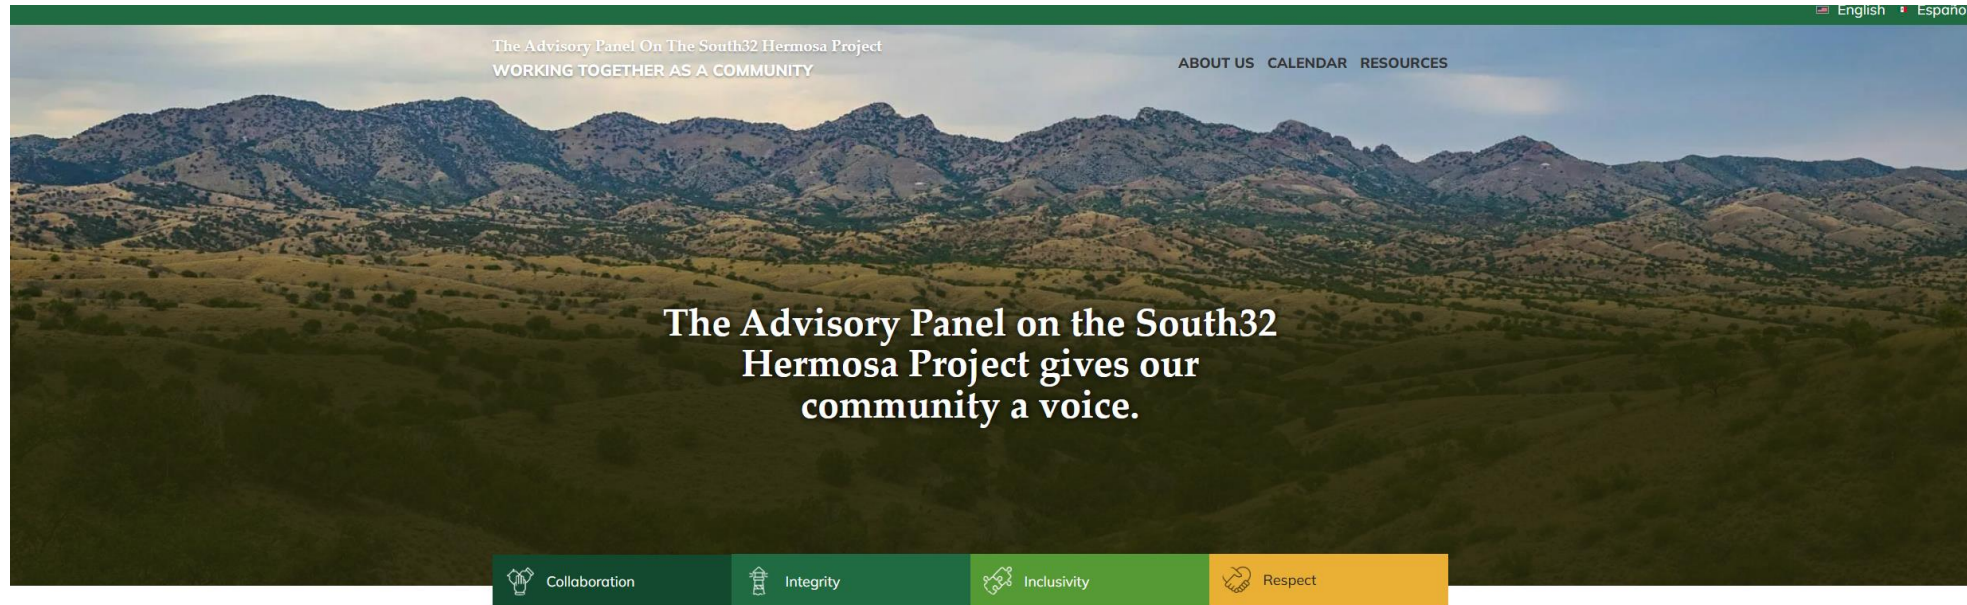 English Españo
The Advisory Panel On The South32 Hermosa Project
WORKING TOGETHER AS A COMMUNITY
ABOUT US CALENDAR RESOURCES
The Advisory Panel on the South32
Hermosa Project gives our
community a voice.
Collaboration Integrity Inclusivity Respect